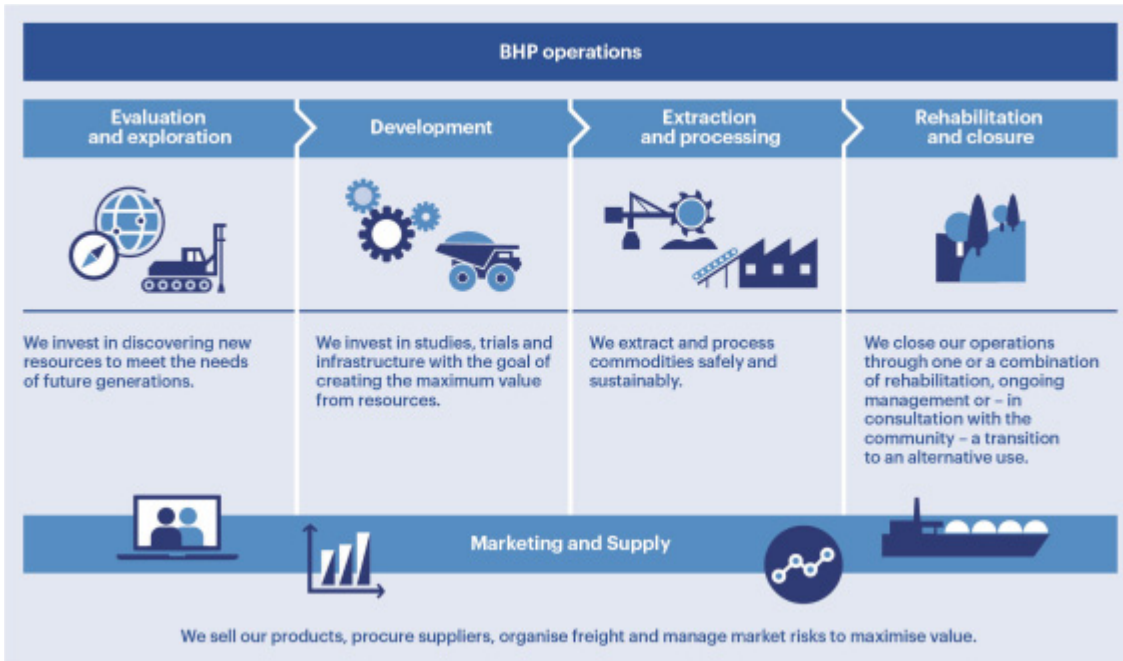 BHP operations
Evaluation
and exploration
Development
Extraction
and processing
Rehabilitation
and closure
We invest in discovering new
resources to meet the needs
of future generations.
We invest in studies, trials and
infrastructure with the goal of
creating the maximum value
from resources.
We extract and process
commodities safely and
sustainably.
We close our operations
through one or a combination
of rehabilitation, ongoing
management or – in
consultation with the
community – a transition
to an alternative use.
Marketing and Supply
We sell our products, procure suppliers, organise freight and manage market risks to maximise value.